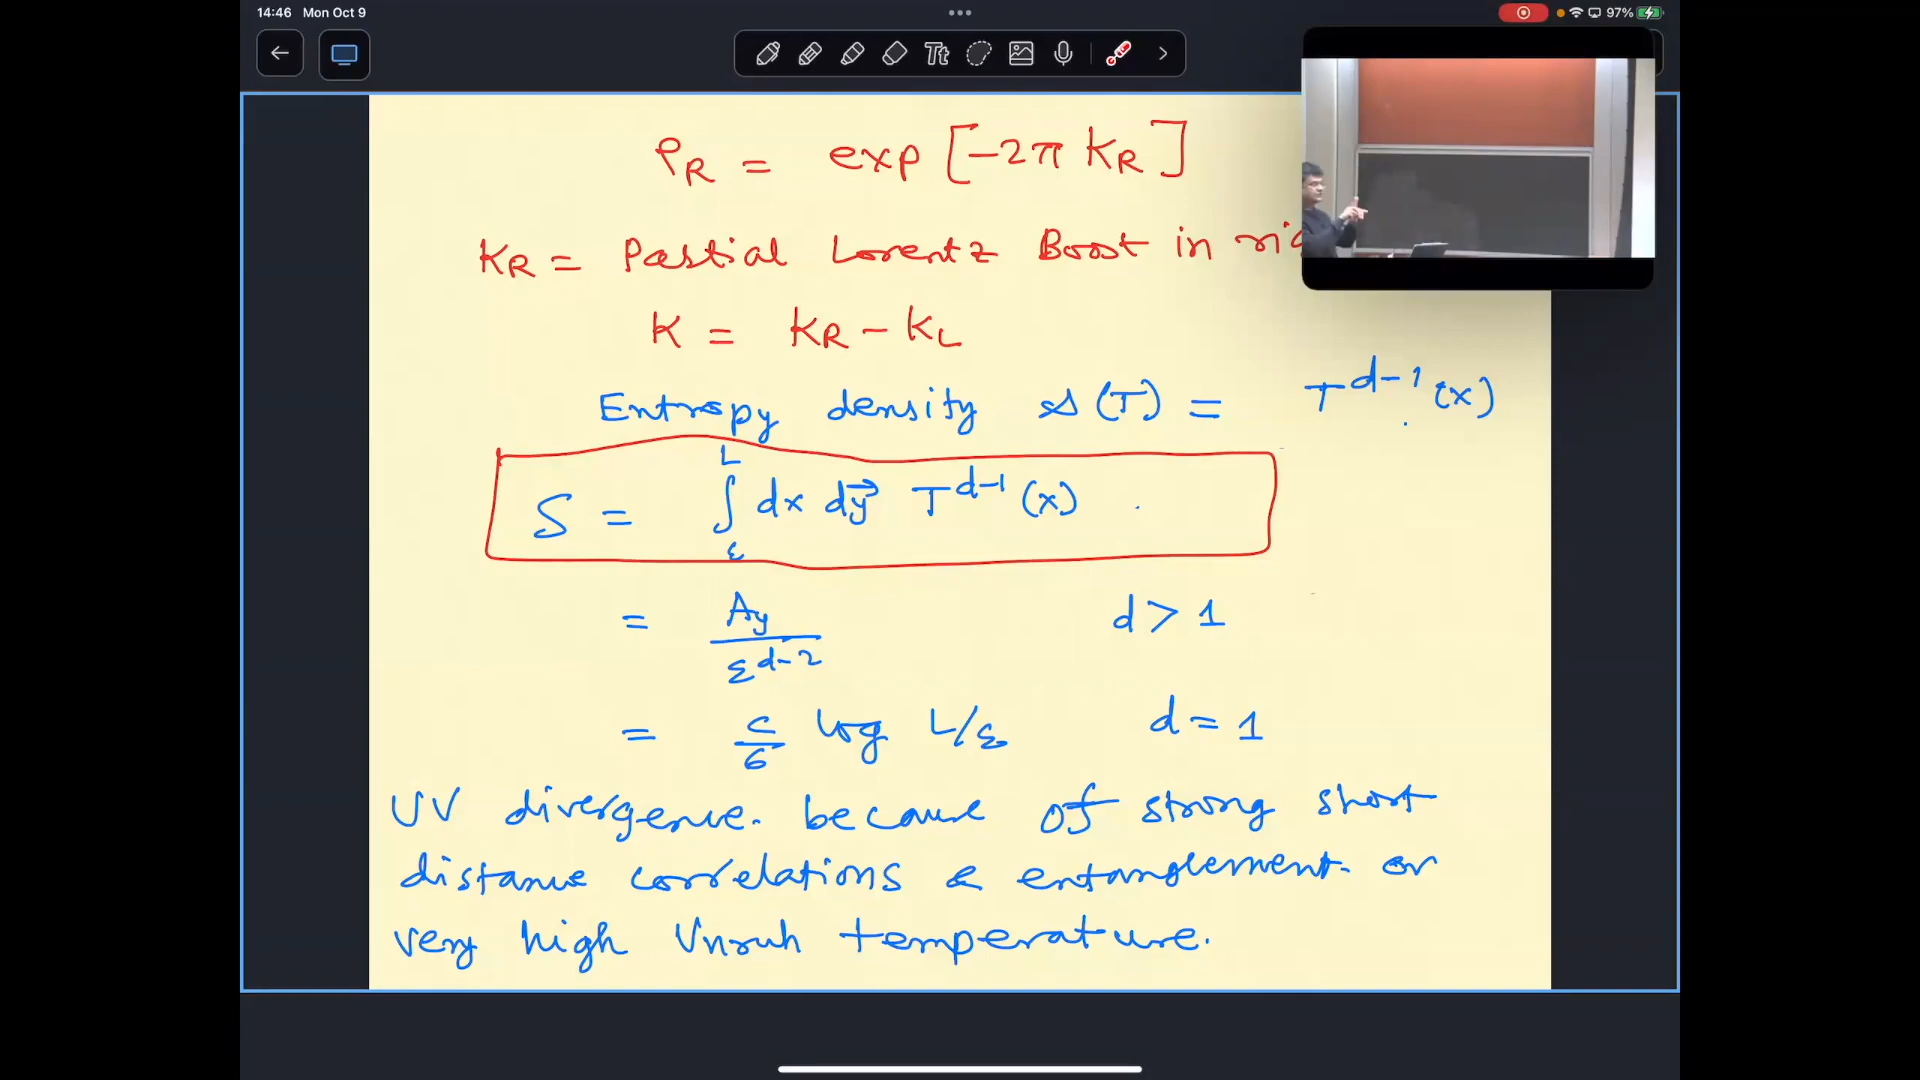 14:46 Mon Oct 9
97%
Tt
ρ_R = exp [-2π K_R]
K_R = Partial Lorentz Boost in
K = K_R - K_L
Entropy density s(T) = T^{d-1}(x)
S = ∫_ε^L dx dy⃗ T^{d-1}(x).
= A_y / ε^{d-2} d > 1
= c/6 log L/ε d = 1
UV divergence. because of strong short
distance correlations & entanglement. or
very high Unruh temperature.